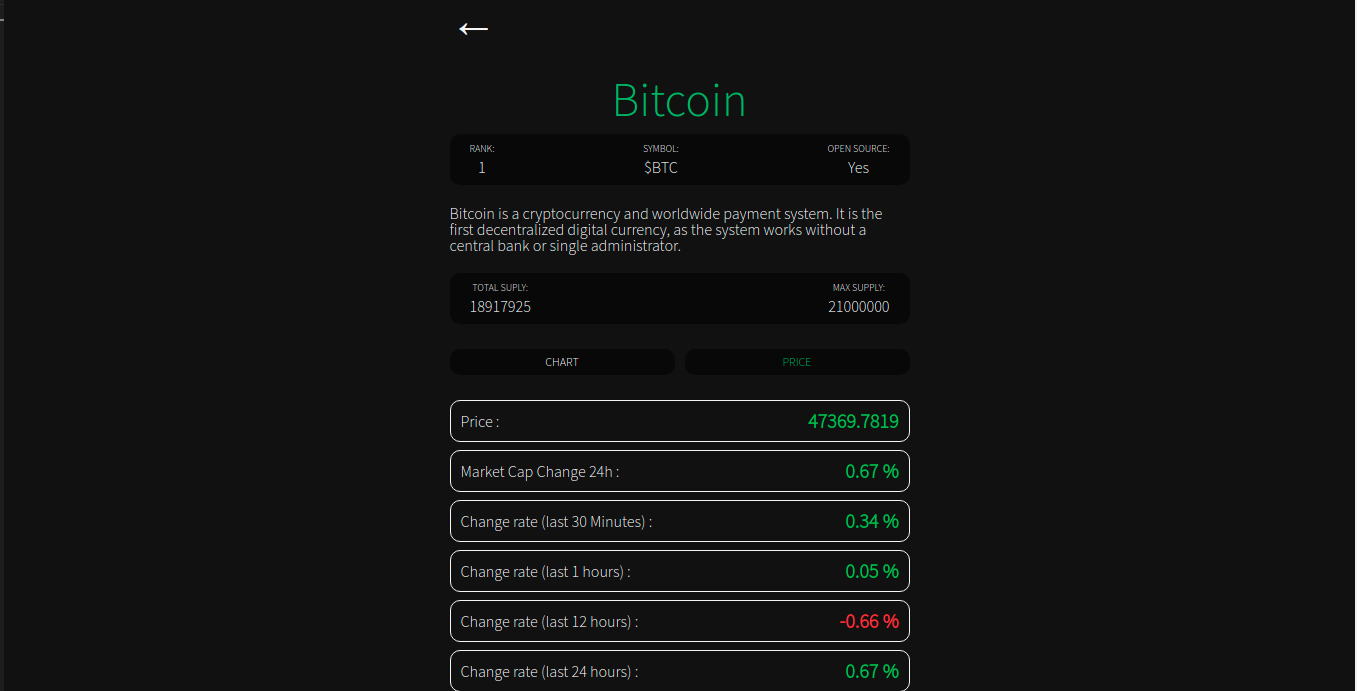 ←
Bitcoin
RANK: SYMBOL: OPEN SOURCE:
1 $BTC Yes
Bitcoin is a cryptocurrency and worldwide payment system. It is the
first decentralized digital currency, as the system works without a
central bank or single administrator.
TOTAL SUPLY: MAX SUPPLY:
18917925 21000000
CHART PRICE
Price : 47369.7819
Market Cap Change 24h : 0.67 %
Change rate (last 30 Minutes) : 0.34 %
Change rate (last 1 hours) : 0.05 %
Change rate (last 12 hours) : -0.66 %
Change rate (last 24 hours) : 0.67 %